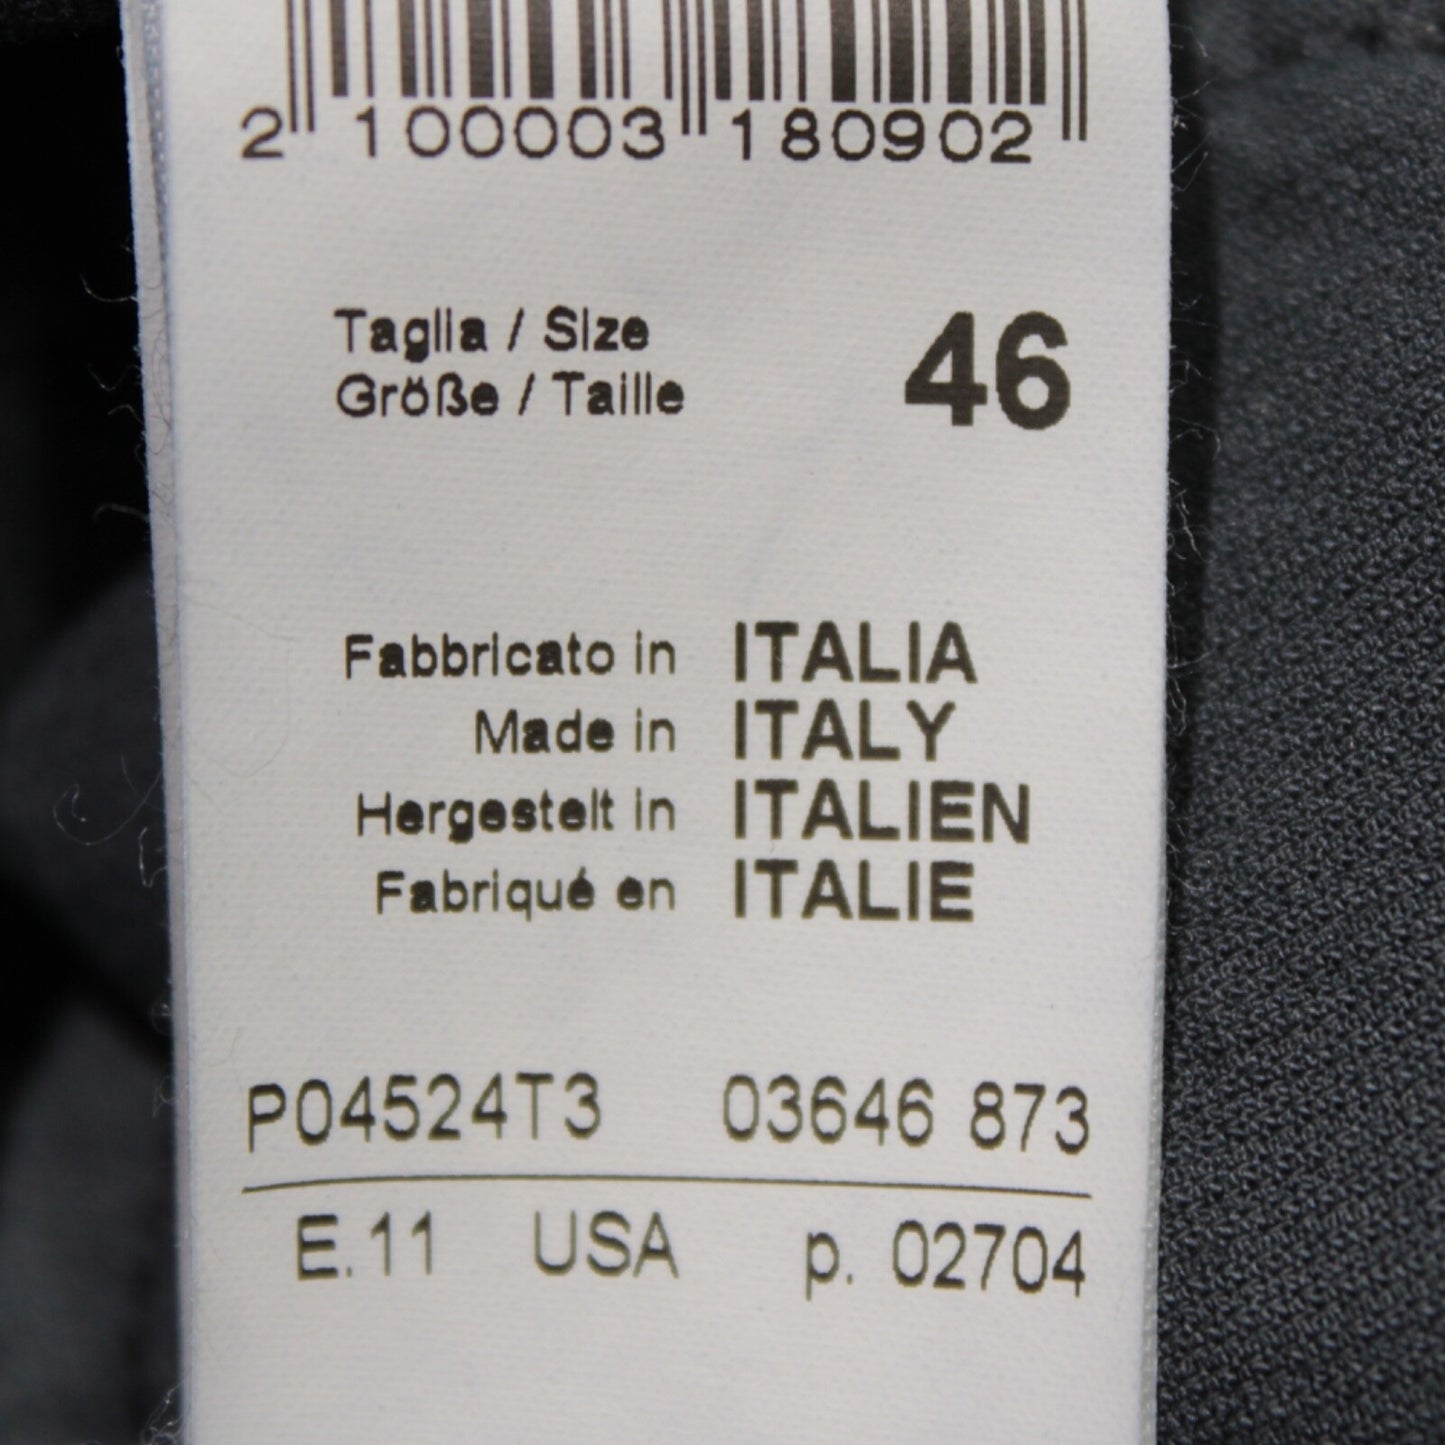 2 100003 180902
Taglia / Size 46
Größe / Taille
Fabbricato in ITALIA
Made in ITALY
Hergestelt in ITALIEN
Fabriqué en ITALIE
P04524T3 03646 873
E.11 USA p. 02704